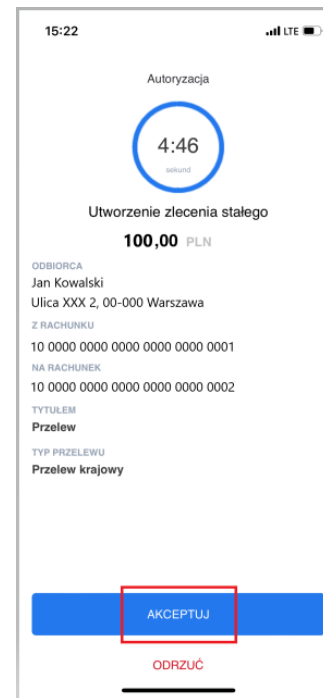 15:22 LTE
Autoryzacja
4:46
sekund
Utworzenie zlecenia stałego
100,00 PLN
ODBIORCA
Jan Kowalski
Ulica XXX 2, 00-000 Warszawa
Z RACHUNKU
10 0000 0000 0000 0000 0000 0001
NA RACHUNEK
10 0000 0000 0000 0000 0000 0002
TYTUŁEM
Przelew
TYP PRZELEWU
Przelew krajowy
AKCEPTUJ
ODRZUĆ